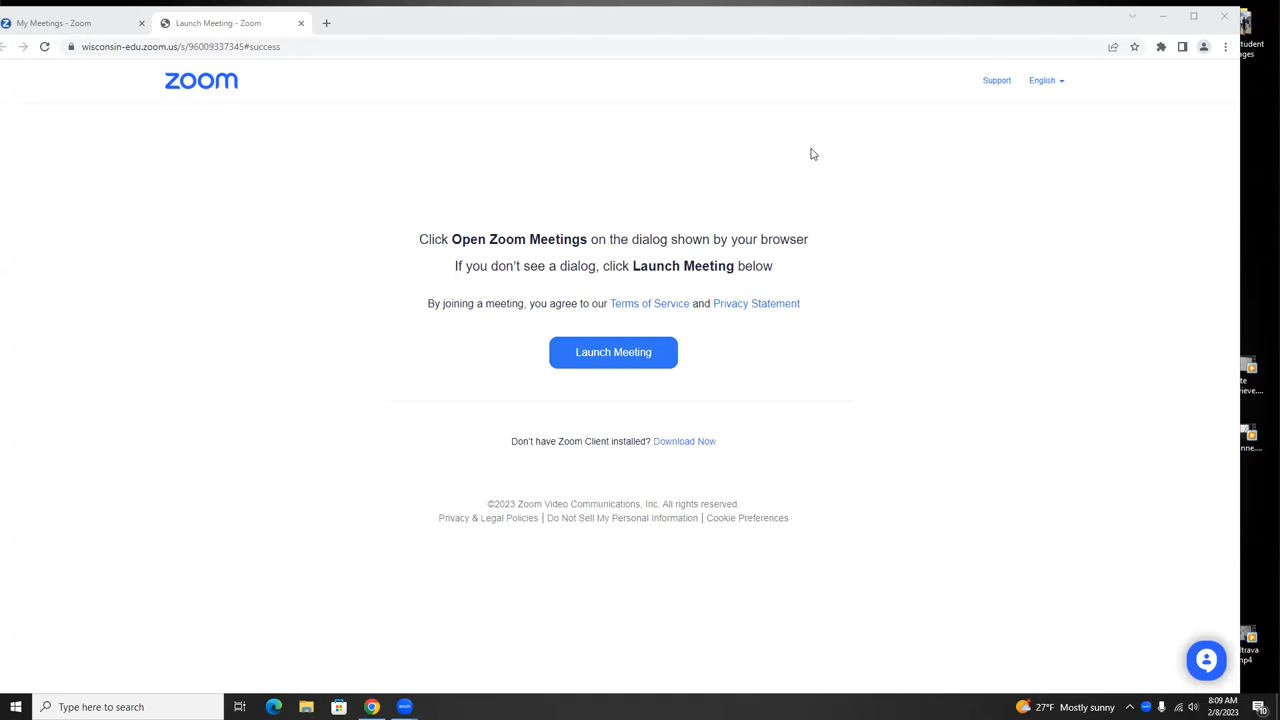 My Meetings - Zoom
Launch Meeting - Zoom
wisconsin-edu.zoom.us/s/96009337345#success
zoom
Support
English
Click Open Zoom Meetings on the dialog shown by your browser
If you don't see a dialog, click Launch Meeting below
By joining a meeting, you agree to our Terms of Service and Privacy Statement
Launch Meeting
Don't have Zoom Client installed? Download Now
©2023 Zoom Video Communications, Inc. All rights reserved.
Privacy & Legal Policies | Do Not Sell My Personal Information | Cookie Preferences
Type here to search
zoom
27°F Mostly sunny
8:09 AM
2/8/2023
10